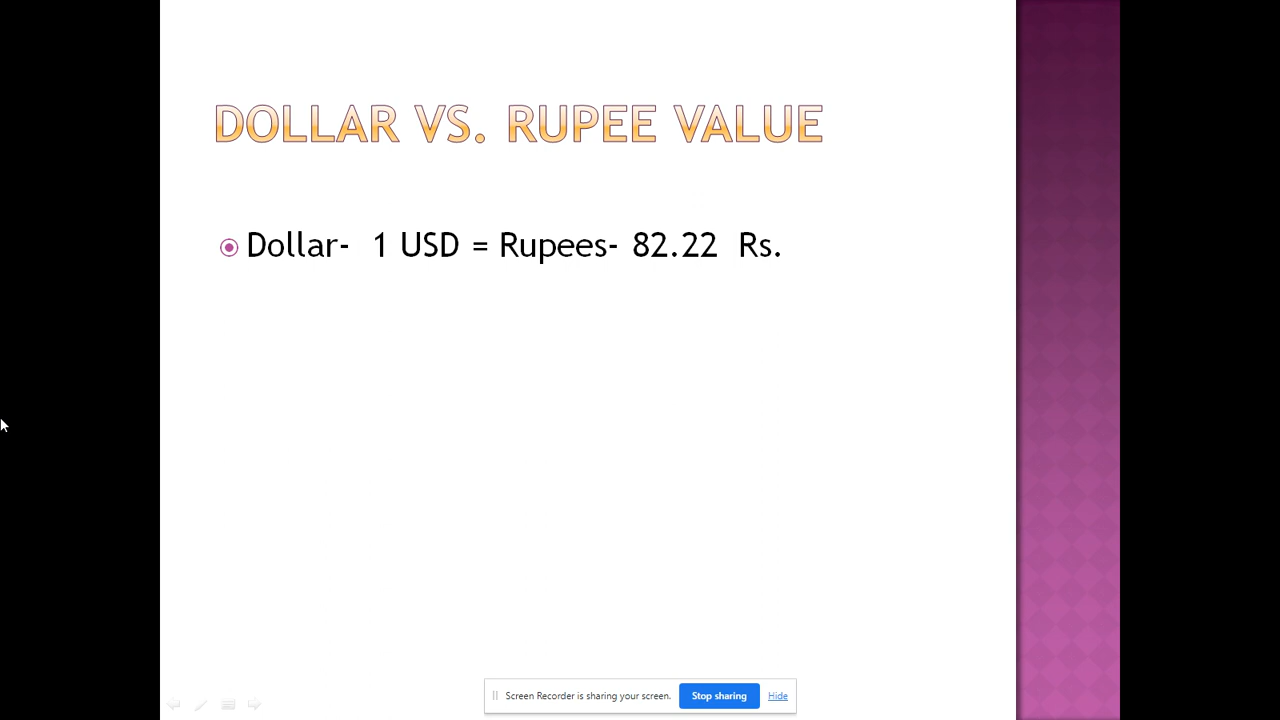 DOLLAR VS. RUPEE VALUE
Dollar- 1 USD = Rupees- 82.22 Rs.
Screen Recorder is sharing your screen. Stop sharing Hide